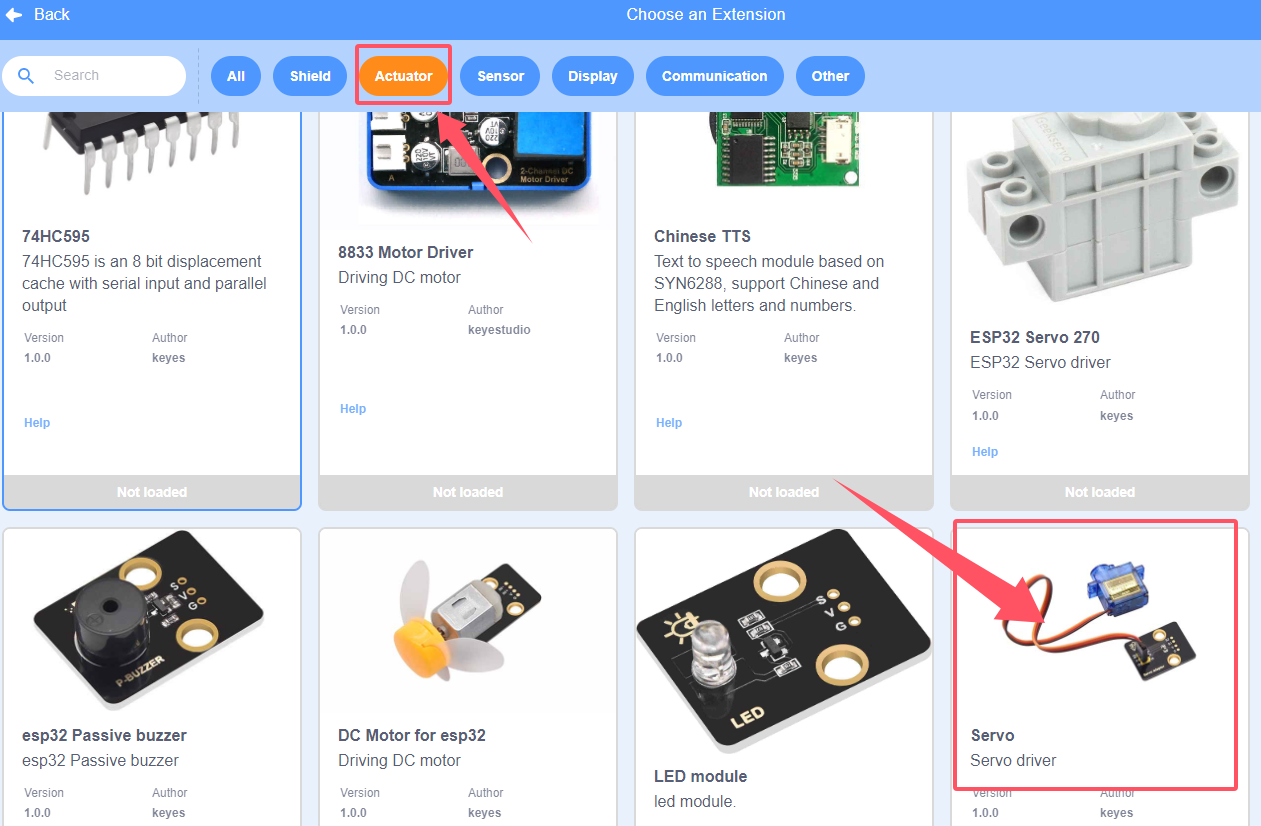 Back
Choose an Extension
Search
All
Shield
Actuator
Sensor
Display
Communication
Other
Geekservo
2-Channel DC
Motor Driver
A
74HC595
74HC595 is an 8 bit displacement
cache with serial input and parallel
output
Version
Author
1.0.0
keyes
Help
Not loaded
8833 Motor Driver
Driving DC motor
Version
Author
1.0.0
keyestudio
Help
Not loaded
Chinese TTS
Text to speech module based on
SYN6288, support Chinese and
English letters and numbers.
Version
Author
1.0.0
keyes
Help
Not loaded
ESP32 Servo 270
ESP32 Servo driver
Version
Author
1.0.0
keyes
Help
Not loaded
S
V
G
P-BUZZER
esp32 Passive buzzer
esp32 Passive buzzer
Version
Author
1.0.0
keyes
DC Motor for esp32
Driving DC motor
Version
Author
1.0.0
keyes
S
V
G
LED
LED module
led module.
Servo
Servo driver
Version
Author
1.0.0
keyes